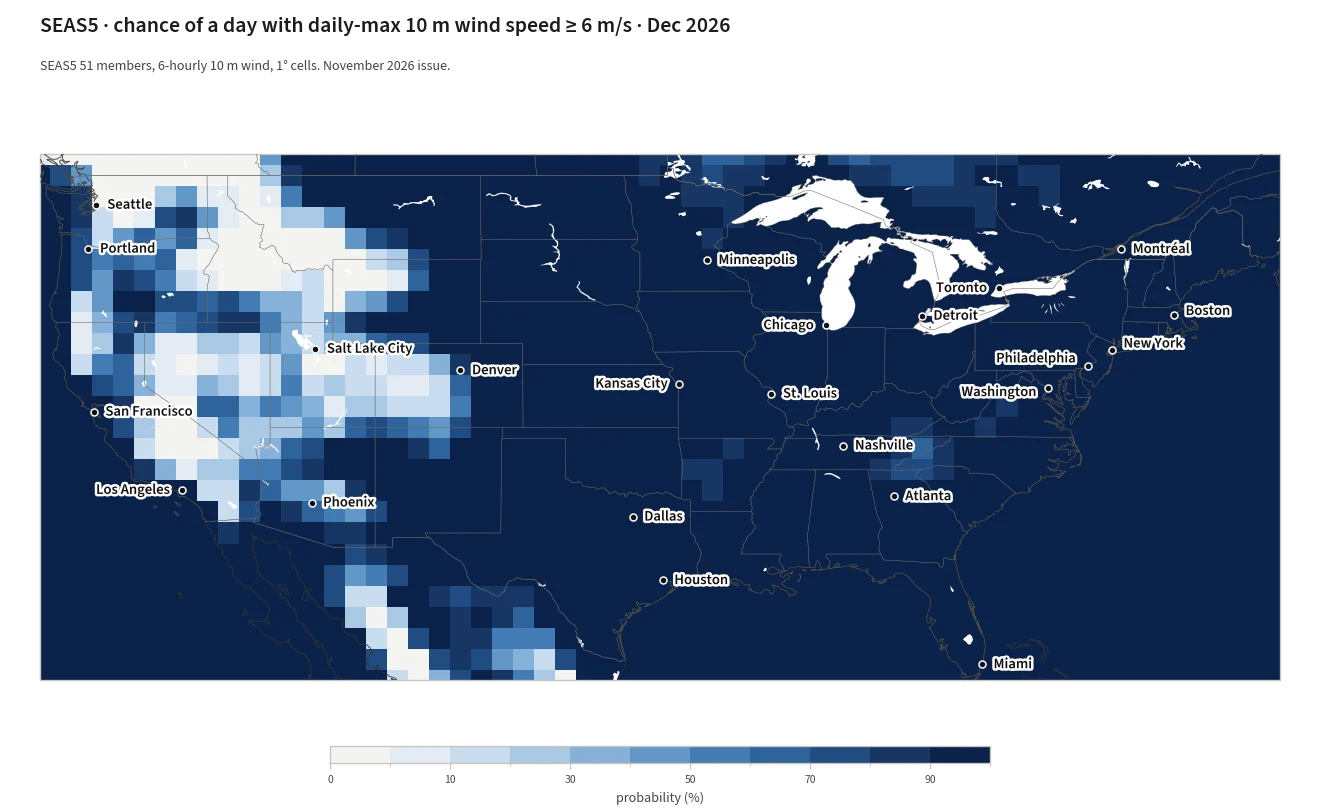 SEAS5 · chance of a day with daily-max 10 m wind speed ≥ 6 m/s · Dec 2026
SEAS5 51 members, 6-hourly 10 m wind, 1° cells. November 2026 issue.
Seattle
Portland
Minneapolis
Montréal
Toronto
Boston
Detroit
Chicago
New York
Salt Lake City
Philadelphia
Denver
Kansas City
Washington
St. Louis
San Francisco
Nashville
Los Angeles
Phoenix
Atlanta
Dallas
Houston
Miami
0 10 30 50 70 90
probability (%)